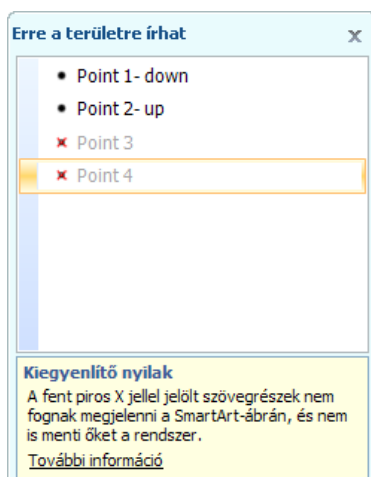 Erre a területre írhat
Point 1- down
Point 2- up
Point 3
Point 4
Kiegyenlítő nyilak
A fent piros X jellel jelölt szövegrészek nem
fognak megjelenni a SmartArt-ábrán, és nem
is menti őket a rendszer.
További információ